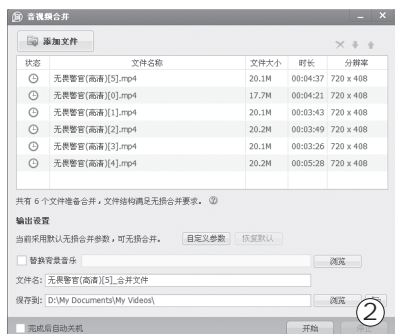 音视频合并
添加文件
状态 文件名称 文件大小 时长 分辨率
无畏警官(高清)[5].mp4 20.1M 00:04:37 720 x 408
无畏警官(高清)[0].mp4 17.7M 00:04:21 720 x 408
无畏警官(高清)[1].mp4 20.1M 00:03:43 720 x 408
无畏警官(高清)[2].mp4 20.2M 00:03:49 720 x 408
无畏警官(高清)[3].mp4 20.1M 00:03:26 720 x 408
无畏警官(高清)[4].mp4 20.2M 00:05:28 720 x 408
共有 6 个文件准备合并，文件结构满足无损合并要求。
输出设置
当前采用默认无损合并参数，可无损合并。 自定义参数 恢复默认
替换背景音乐 浏览
文件名: 无畏警官(高清)[5]_合并文件
保存到: D:\My Documents\My Videos\ 浏览
2
完成后自动关机 开始